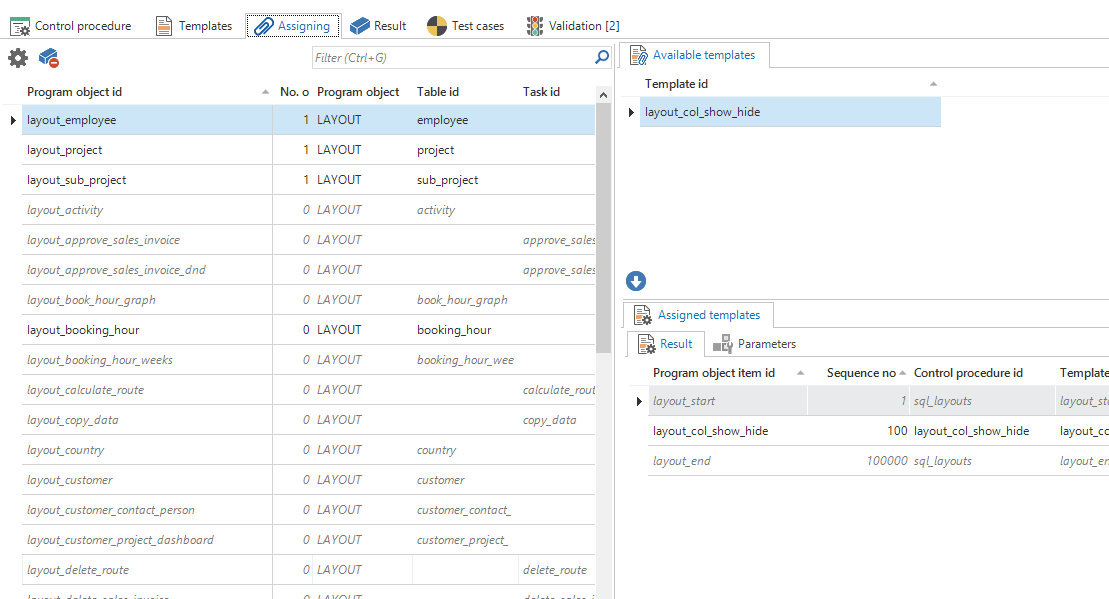 Control procedure Templates Assigning Result Test cases Validation [2]
Filter (Ctrl+G)
Program object id No. o Program object Table id Task id
layout_employee 1 LAYOUT employee
layout_project 1 LAYOUT project
layout_sub_project 1 LAYOUT sub_project
layout_activity 0 LAYOUT activity
layout_approve_sales_invoice 0 LAYOUT approve_sales
layout_approve_sales_invoice_dnd 0 LAYOUT approve_sales
layout_book_hour_graph 0 LAYOUT book_hour_graph
layout_booking_hour 0 LAYOUT booking_hour
layout_booking_hour_weeks 0 LAYOUT booking_hour_wee
layout_calculate_route 0 LAYOUT calculate_rout
layout_copy_data 0 LAYOUT copy_data
layout_country 0 LAYOUT country
layout_customer 0 LAYOUT customer
layout_customer_contact_person 0 LAYOUT customer_contact_
layout_customer_project_dashboard 0 LAYOUT customer_project_
layout_delete_route 0 LAYOUT delete_route
Available templates
Template id
layout_col_show_hide
Assigned templates
Result Parameters
Program object item id Sequence no Control procedure id Template
layout_start 1 sql_layouts layout_sta
layout_col_show_hide 100 layout_col_show_hide layout_co
layout_end 100000 sql_layouts layout_en